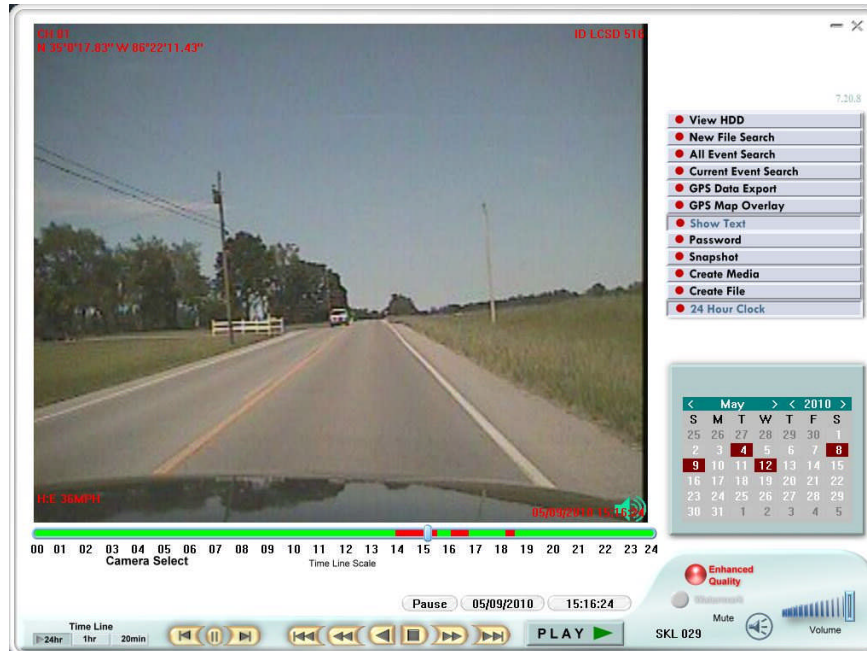 CH 01
ID LCSD 516
N 35°0'17.83" W 86°22'11.43"
7.20.8
View HDD
New File Search
All Event Search
Current Event Search
GPS Data Export
GPS Map Overlay
Show Text
Password
Snapshot
Create Media
Create File
24 Hour Clock
< May > < 2010 >
S M T W T F S
25 26 27 28 29 30 1
2 3 4 5 6 7 8
9 10 11 12 13 14 15
16 17 18 19 20 21 22
23 24 25 26 27 28 29
30 31 1 2 3 4 5
H:E 36MPH
05/09/2010 15:16:24
00 01 02 03 04 05 06 07 08 09 10 11 12 13 14 15 16 17 18 19 20 21 22 23 24
Camera Select
Time Line Scale
Enhanced
Quality
Watermark
Pause
05/09/2010
15:16:24
Mute
Volume
Time Line
24hr
1hr
20min
PLAY
SKL 029